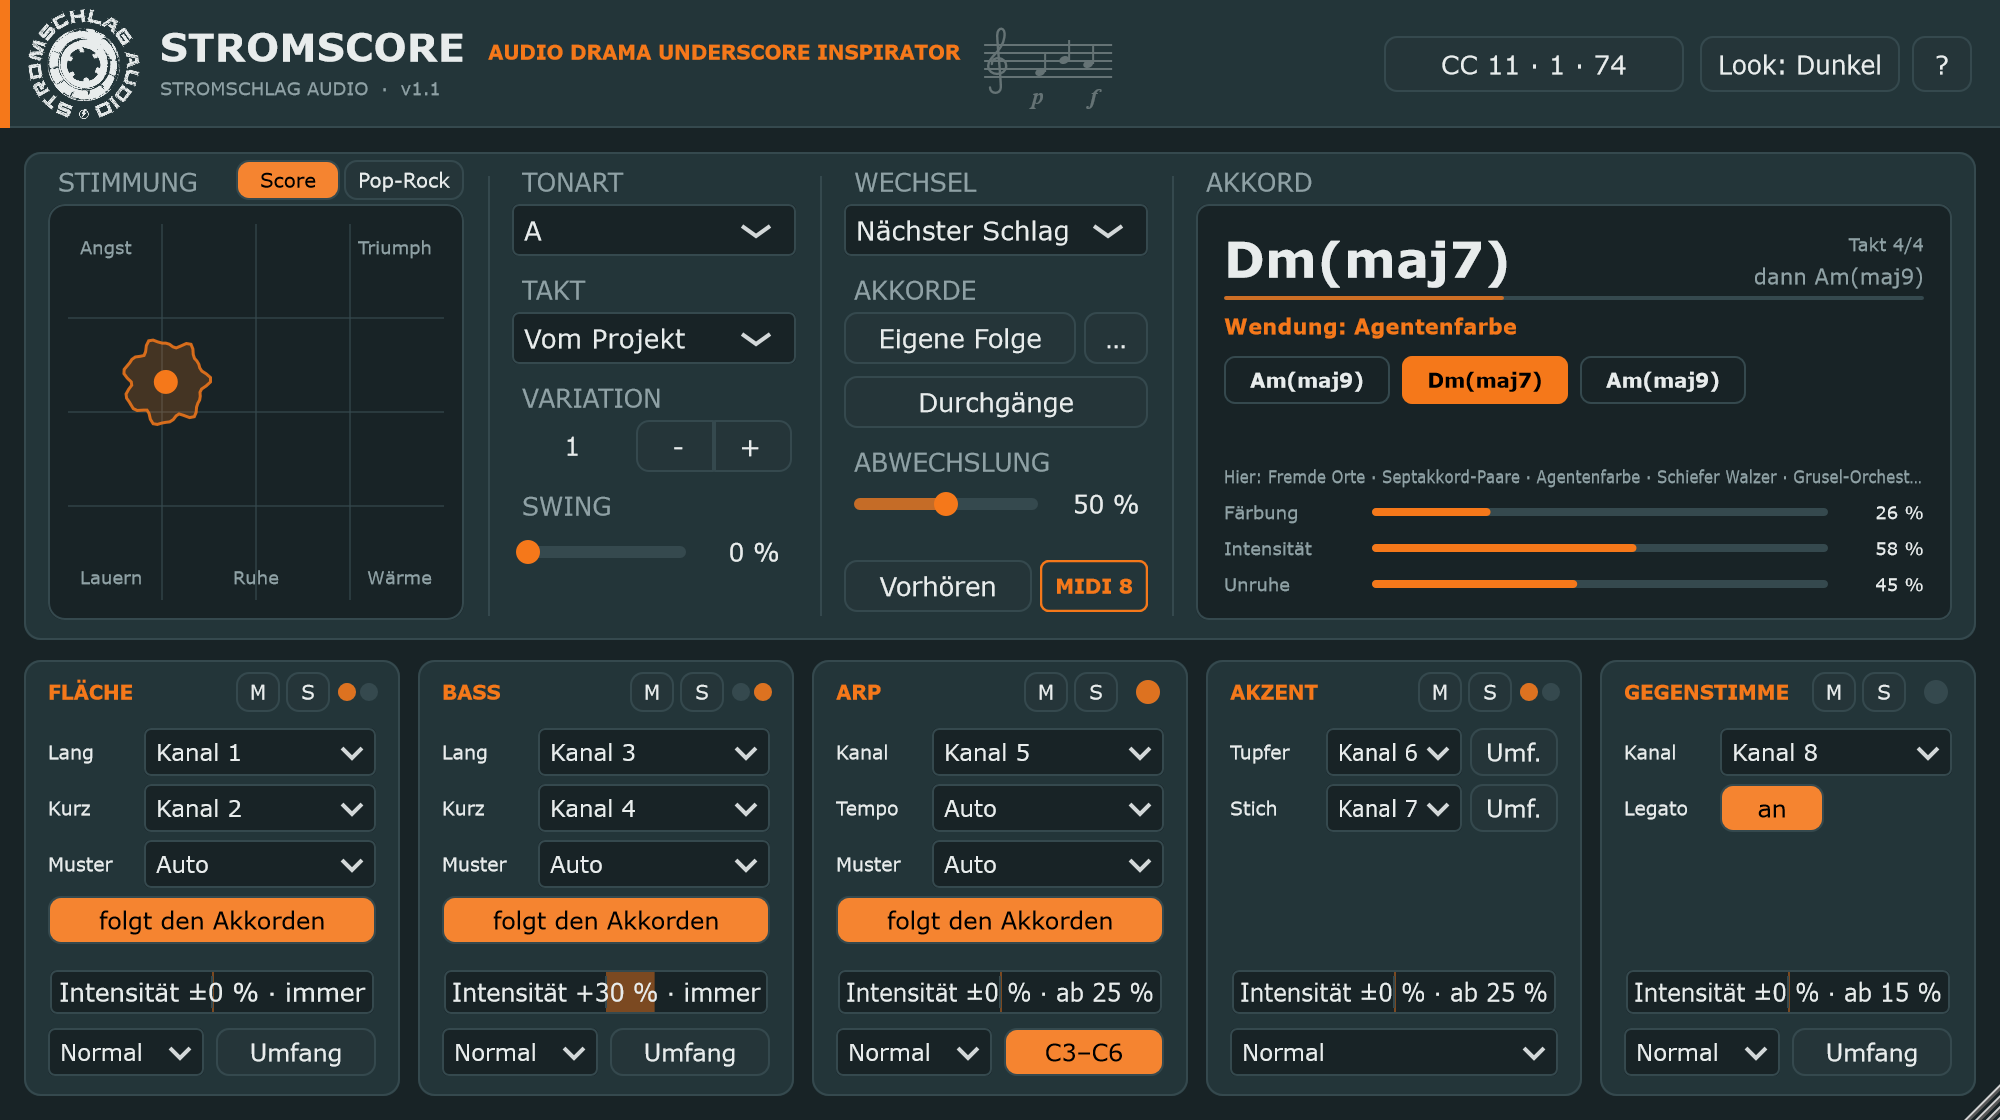 STROMSCHLAG AUDIO
STROMSCORE
AUDIO DRAMA UNDERSCORE INSPIRATOR
STROMSCHLAG AUDIO · v1.1
p f
CC 11 · 1 · 74
Look: Dunkel
?
STIMMUNG
Score
Pop-Rock
Angst
Triumph
Lauern
Ruhe
Wärme
TONART
A
TAKT
Vom Projekt
VARIATION
1
-
+
SWING
0 %
WECHSEL
Nächster Schlag
AKKORDE
Eigene Folge
...
Durchgänge
ABWECHSLUNG
50 %
Vorhören
MIDI 8
AKKORD
Dm(maj7)
Takt 4/4
dann Am(maj9)
Wendung: Agentenfarbe
Am(maj9)
Dm(maj7)
Am(maj9)
Hier: Fremde Orte · Septakkord-Paare · Agentenfarbe · Schiefer Walzer · Grusel-Orchest...
Färbung
26 %
Intensität
58 %
Unruhe
45 %
FLÄCHE
M
S
Lang
Kanal 1
Kurz
Kanal 2
Muster
Auto
folgt den Akkorden
Intensität ±0 % · immer
Normal
Umfang
BASS
M
S
Lang
Kanal 3
Kurz
Kanal 4
Muster
Auto
folgt den Akkorden
Intensität +30 % · immer
Normal
Umfang
ARP
M
S
Kanal
Kanal 5
Tempo
Auto
Muster
Auto
folgt den Akkorden
Intensität ±0 % · ab 25 %
Normal
C3–C6
AKZENT
M
S
Tupfer
Kanal 6
Umf.
Stich
Kanal 7
Umf.
Intensität ±0 % · ab 25 %
Normal
GEGENSTIMME
M
S
Kanal
Kanal 8
Legato
an
Intensität ±0 % · ab 15 %
Normal
Umfang